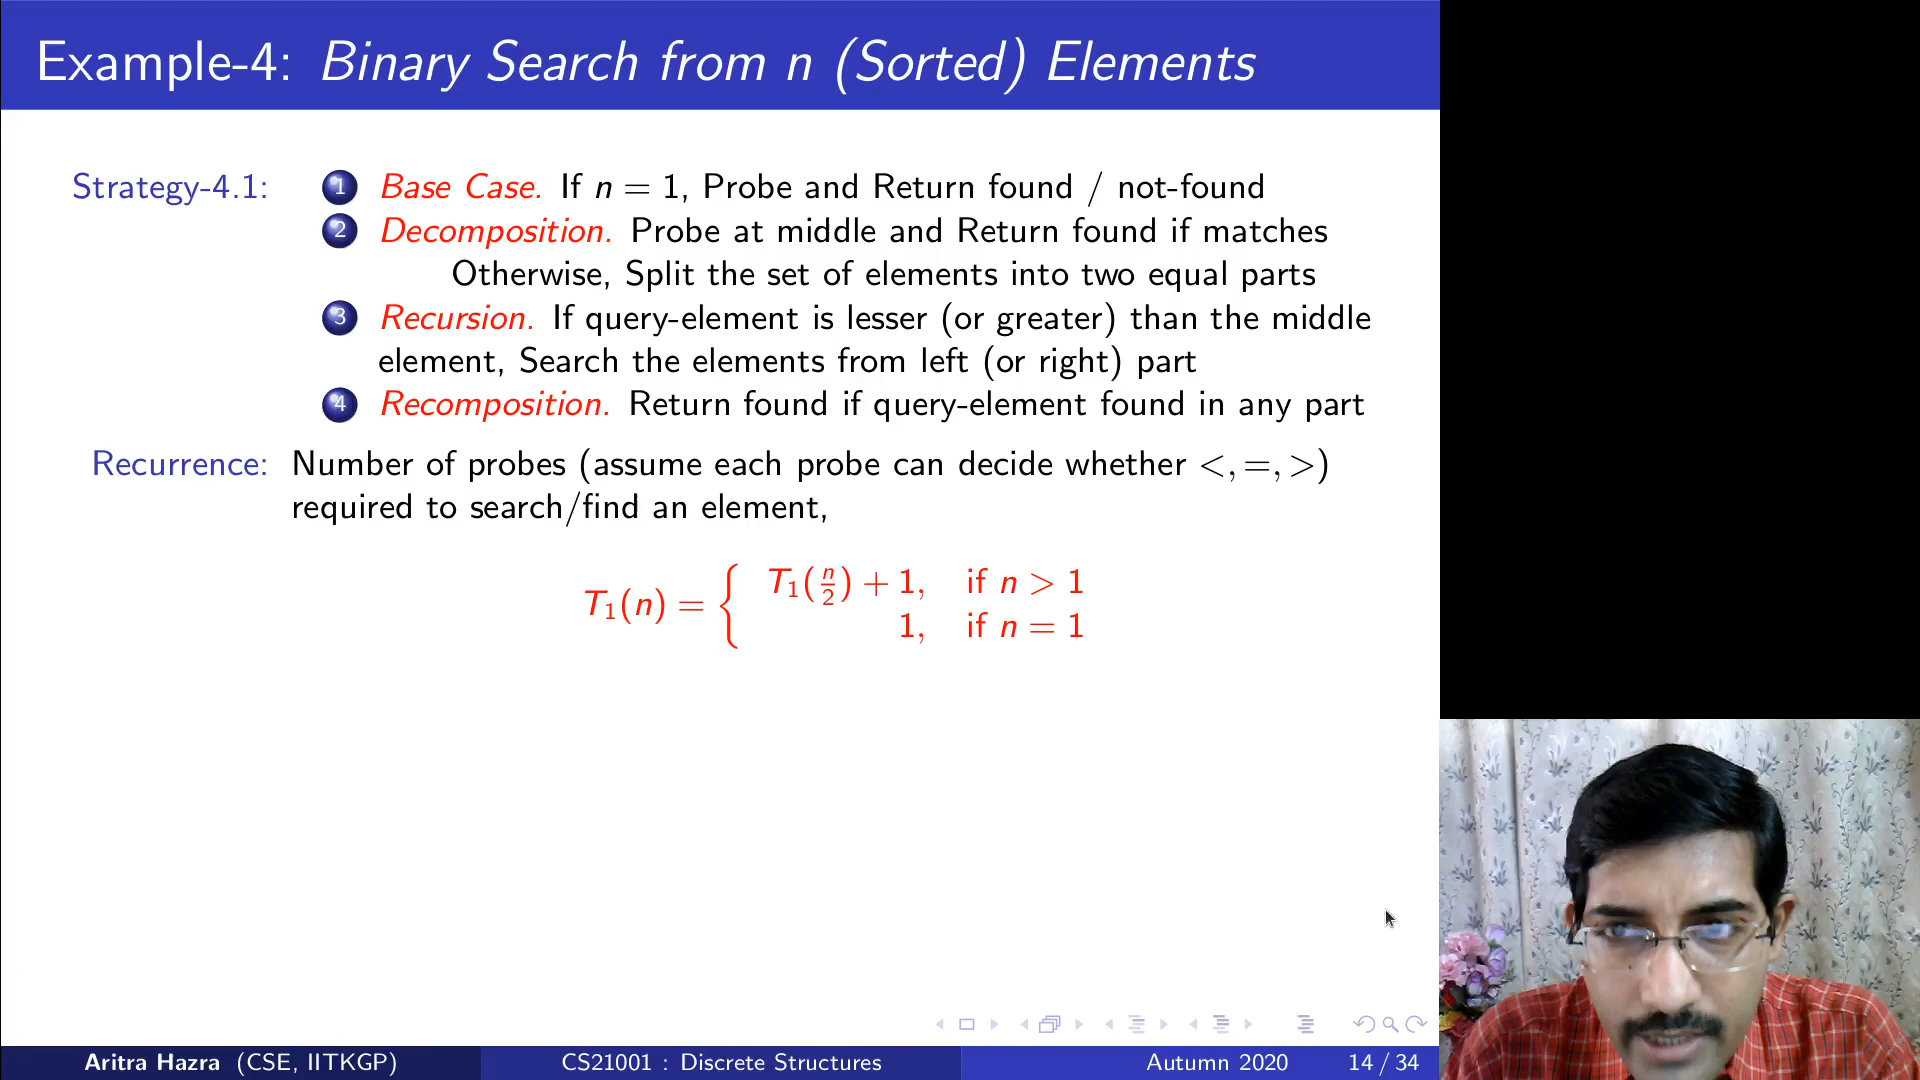 Example-4: Binary Search from n (Sorted) Elements
Strategy-4.1: 1 Base Case. If n = 1, Probe and Return found / not-found
2 Decomposition. Probe at middle and Return found if matches
Otherwise, Split the set of elements into two equal parts
3 Recursion. If query-element is lesser (or greater) than the middle
element, Search the elements from left (or right) part
4 Recomposition. Return found if query-element found in any part
Recurrence: Number of probes (assume each probe can decide whether <, =, >)
required to search/find an element,
T₁(n) = { T₁(n/2) + 1, if n > 1
1, if n = 1
Aritra Hazra (CSE, IITKGP) CS21001 : Discrete Structures Autumn 2020 14 / 34